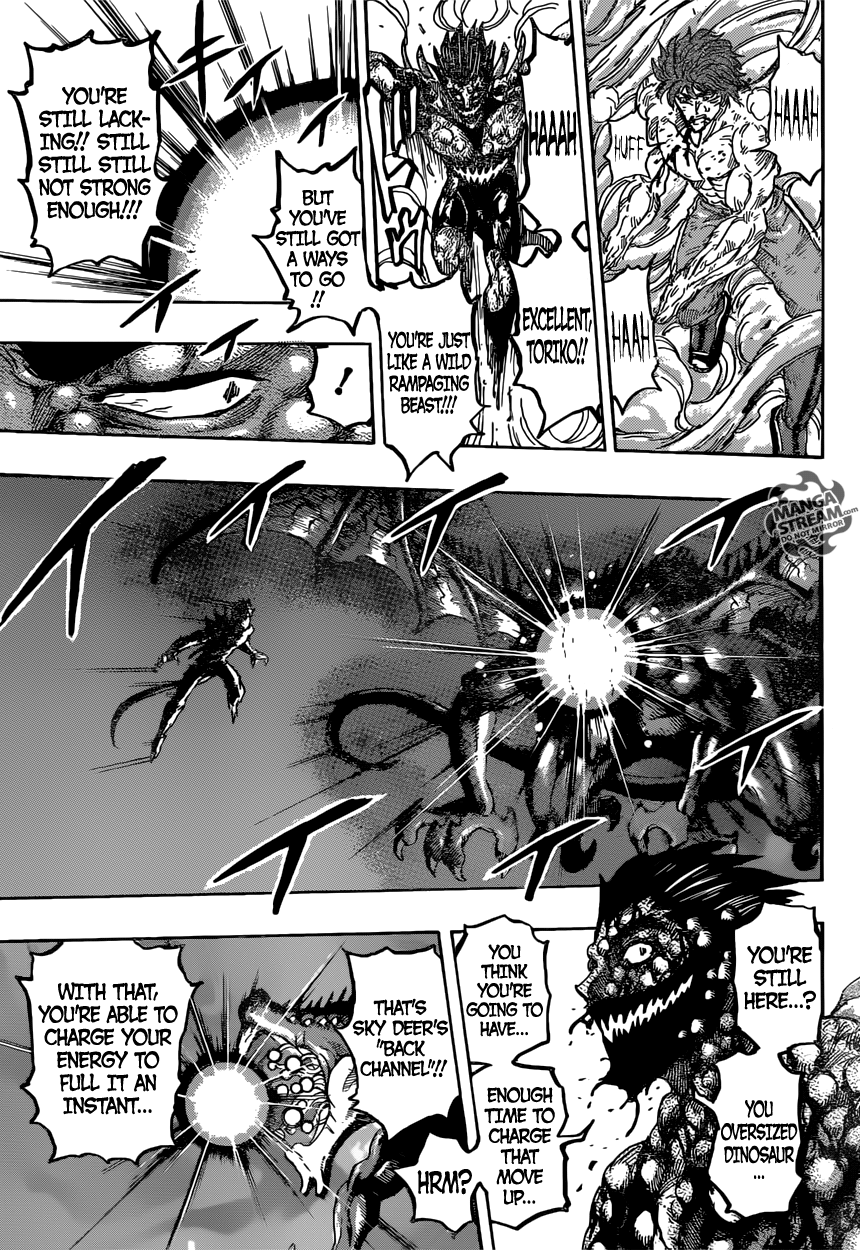 HAAAH
HUFF
HAAH
HAAAH
EXCELLENT,
TORIKO!!
YOU'RE JUST
LIKE A WILD
RAMPAGING
BEAST!!!
BUT
YOU'VE
STILL GOT
A WAYS
TO GO
!!
YOU'RE
STILL LACK-
ING!! STILL
STILL STILL
NOT STRONG
ENOUGH!!!
!
MANGA
STREAM.com
DO NOT MIRROR
YOU'RE
STILL
HERE...?
YOU
OVERSIZED
DINOSAUR
...
YOU
THINK
YOU'RE
GOING TO
HAVE...
ENOUGH
TIME TO
CHARGE
THAT
MOVE
UP...
HRM?
THAT'S
SKY DEER'S
"BACK
CHANNEL"!!
WITH THAT,
YOU'RE ABLE TO
CHARGE YOUR
ENERGY TO
FULL IT AN
INSTANT...